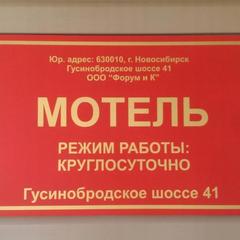 Юр. адрес: 630010, г. Новосибирск
Гусинобродское шоссе 41
ООО "Форум и К"
МОТЕЛЬ
РЕЖИМ РАБОТЫ:
КРУГЛОСУТОЧНО
Гусинобродское шоссе 41